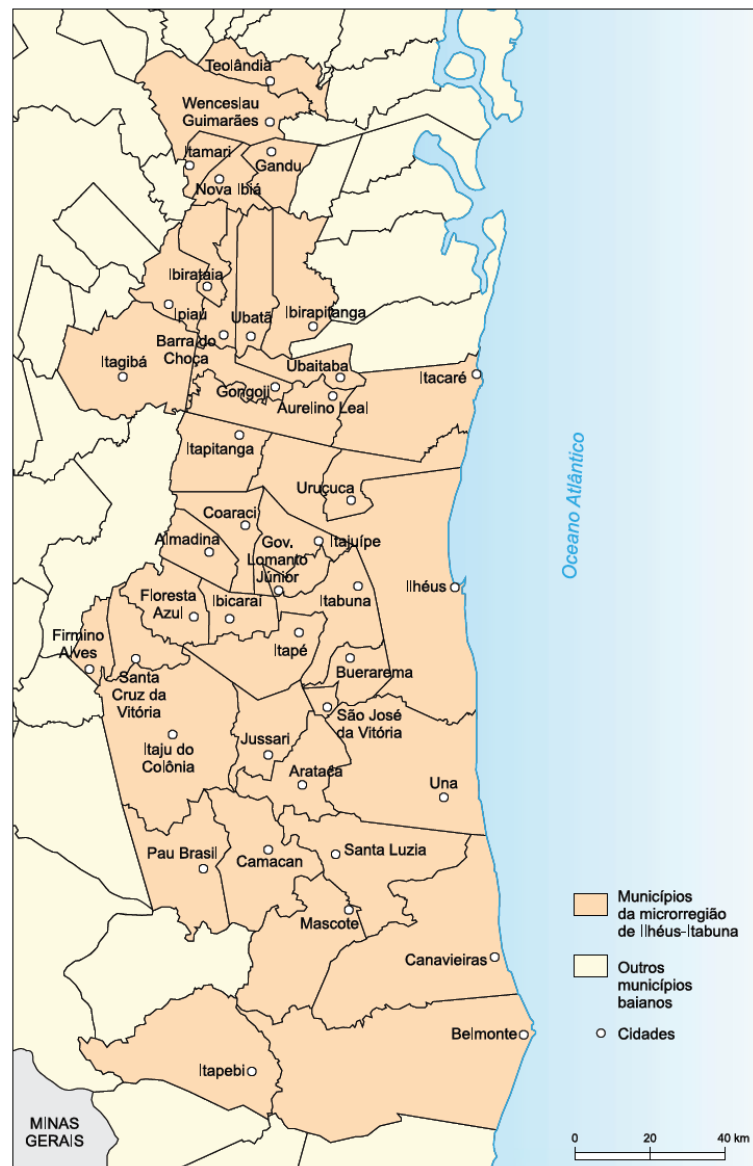 Teolândia
Wenceslau
Guimarães
Itamari
Gandu
Nova Ibiá
Ibirataia
Ipiaú
Ubatã
Ibirapitanga
Barra do
Choça
Itagibá
Ubaitaba
Itacaré
Gongoji
Aurelino Leal
Itapitanga
Uruçuca
Coaraci
Almadina
Gov.
Lomanto
Júnior
Itajuípe
Ilhéus
Floresta
Azul
Ibicaraí
Itabuna
Firmino
Alves
Itapé
Buerarema
Santa
Cruz da
Vitória
São José
da Vitória
Itaju do
Colônia
Jussari
Arataca
Una
Pau Brasil
Camacan
Santa Luzia
Mascote
Canavieiras
Belmonte
Itapebi
MINAS
GERAIS
Oceano Atlântico
Municípios
da microrregião
de Ilhéus-Itabuna
Outros
municípios
baianos
Cidades
0 20 40 km